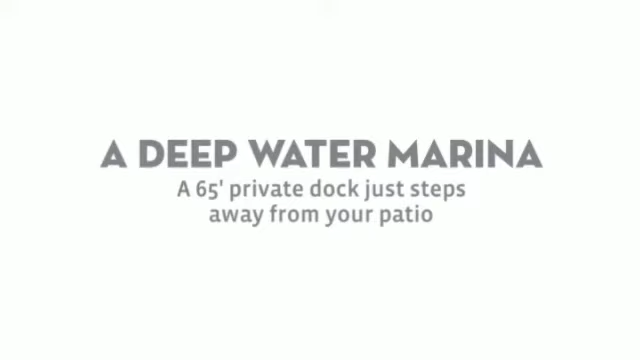 A DEEP WATER MARINA
A 65' private dock just steps
away from your patio